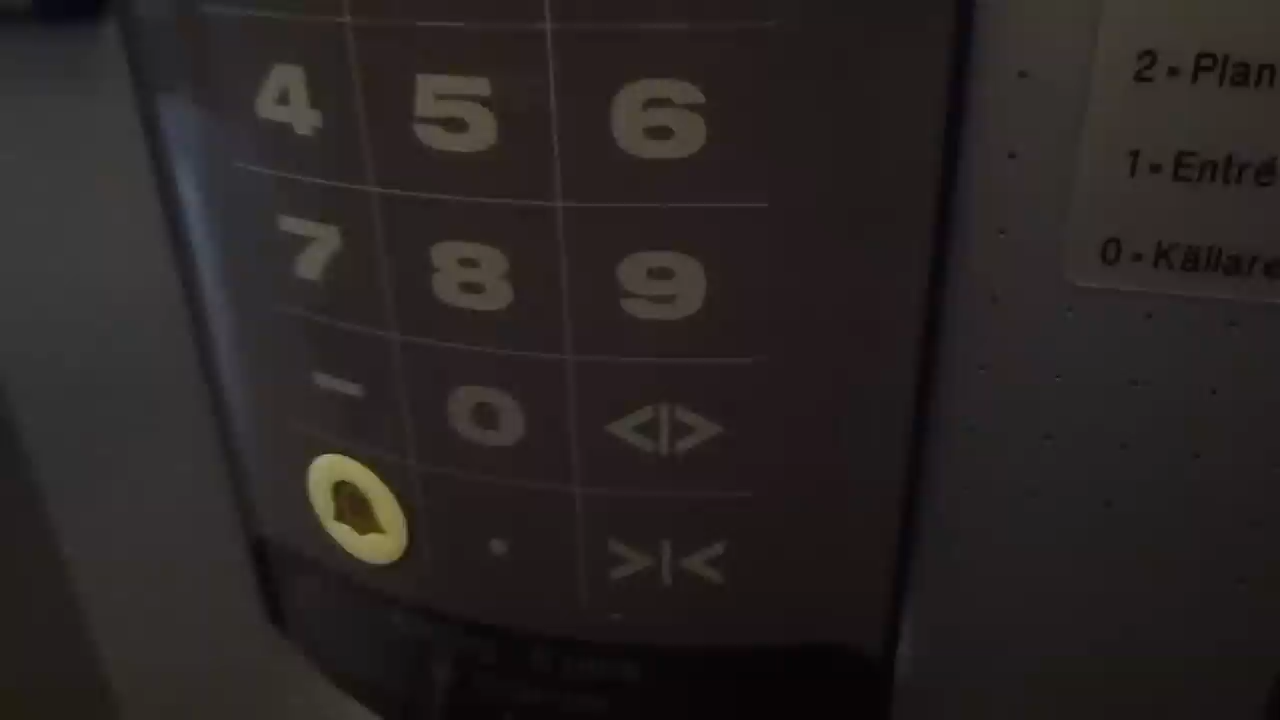 4 5 6
7 8 9
- 0 <|>
. >|<
2-Plan
1-Entré
0-Källare